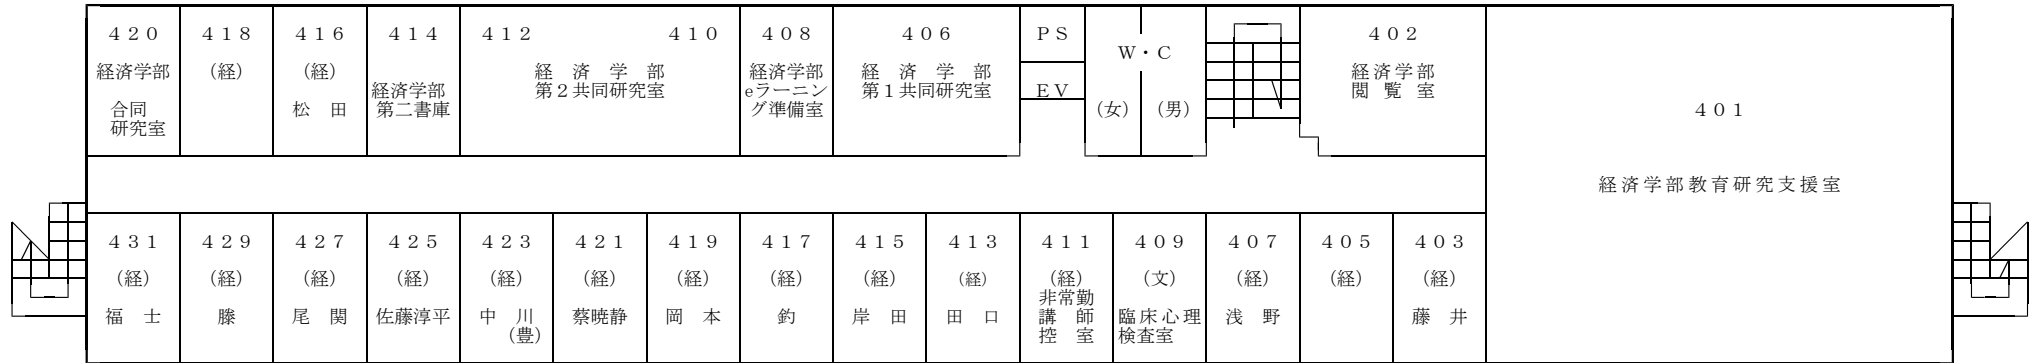 ４２０
経済学部
合同
研究室
４１８
（経）
４１６
（経）
松　田
４１４
経済学部
第二書庫
４１２　４１０
経　済　学　部
第２共同研究室
４０８
経済学部
eラーニン
グ準備室
４０６
経　済　学　部
第１共同研究室
ＰＳ
ＥＶ
Ｗ・Ｃ
（女）　（男）
４０２
経済学部
閲　覧　室
４０１
経済学部教育研究支援室
４３１
（経）
福　士
４２９
（経）
滕
４２７
（経）
尾　関
４２５
（経）
佐藤淳平
４２３
（経）
中　川
（豊）
４２１
（経）
蔡暁静
４１９
（経）
岡　本
４１７
（経）
釣
４１５
（経）
岸　田
４１３
（経）
田　口
４１１
（経）
非常勤
講　師
控　室
４０９
（文）
臨床心理
検査室
４０７
（経）
浅　野
４０５
（経）
４０３
（経）
藤　井